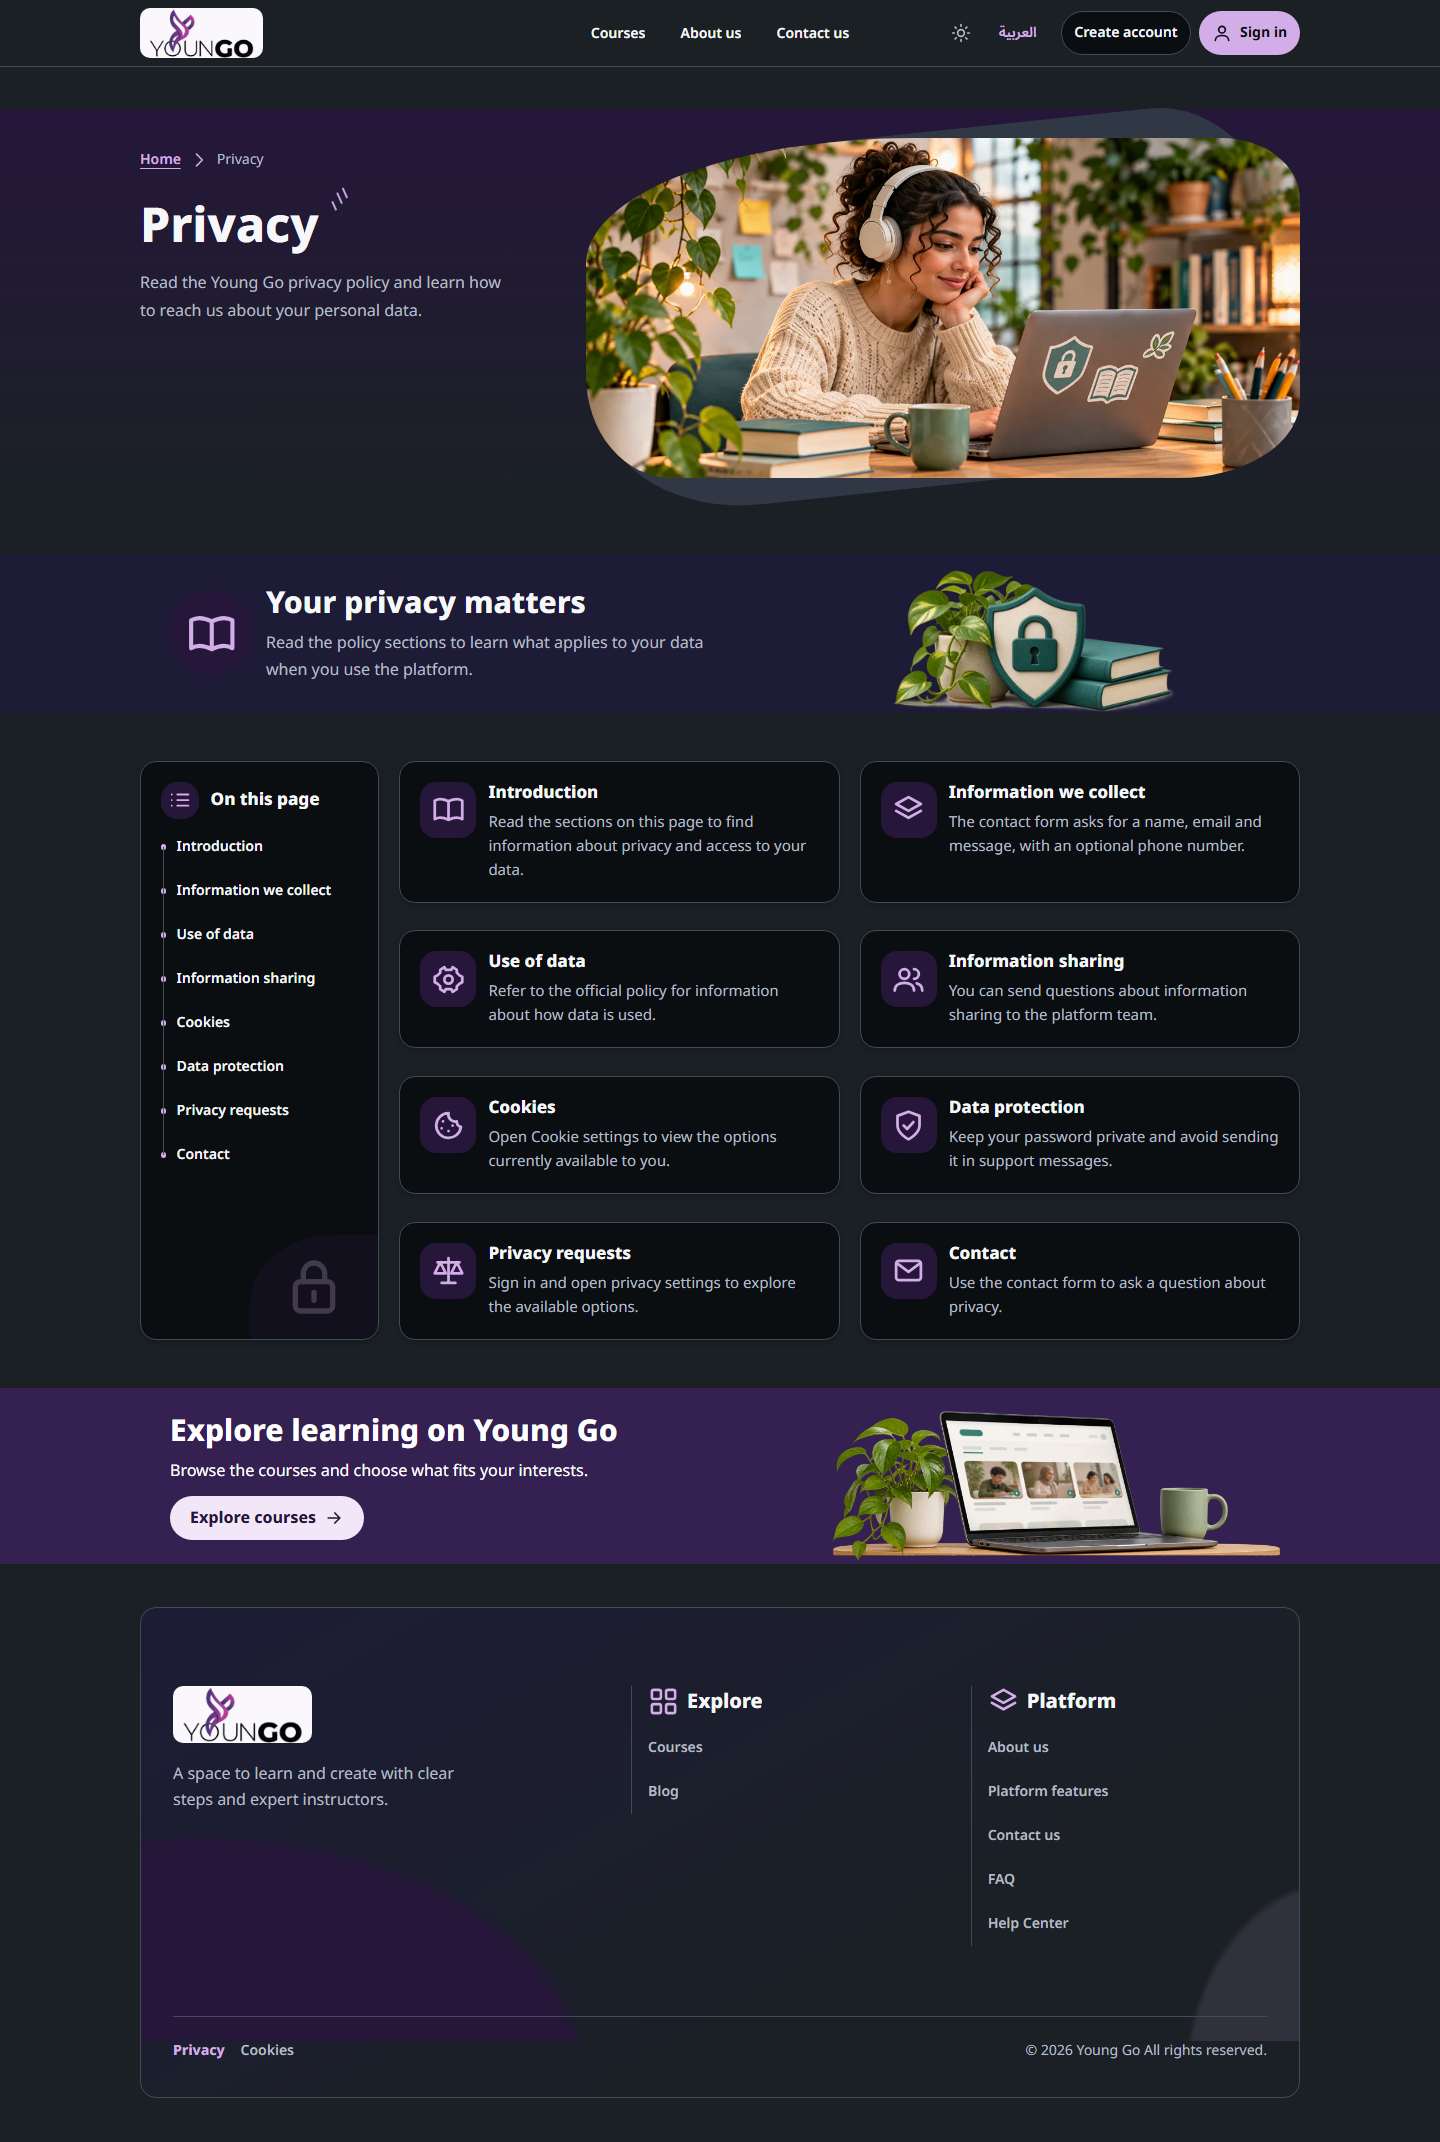 YOUNGO
Courses
About us
Contact us
العربية
Create account
Sign in
Home
Privacy
Privacy
Read the Young Go privacy policy and learn how
to reach us about your personal data.
Your privacy matters
Read the policy sections to learn what applies to your data
when you use the platform.
On this page
Introduction
Information we collect
Use of data
Information sharing
Cookies
Data protection
Privacy requests
Contact
Introduction
Read the sections on this page to find
information about privacy and access to your
data.
Information we collect
The contact form asks for a name, email and
message, with an optional phone number.
Use of data
Refer to the official policy for information
about how data is used.
Information sharing
You can send questions about information
sharing to the platform team.
Cookies
Open Cookie settings to view the options
currently available to you.
Data protection
Keep your password private and avoid sending
it in support messages.
Privacy requests
Sign in and open privacy settings to explore
the available options.
Contact
Use the contact form to ask a question about
privacy.
Explore learning on Young Go
Browse the courses and choose what fits your interests.
Explore courses
YOUNGO
A space to learn and create with clear
steps and expert instructors.
Explore
Courses
Blog
Platform
About us
Platform features
Contact us
FAQ
Help Center
Privacy
Cookies
© 2026 Young Go All rights reserved.